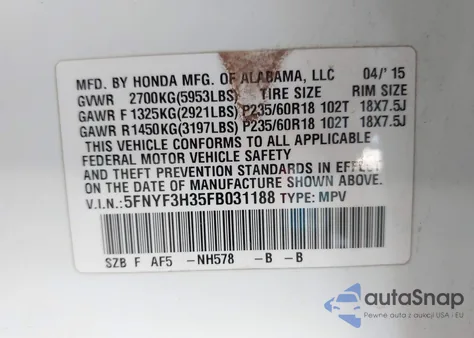 MFD. BY HONDA MFG. OF ALABAMA, LLC 04/'15
GVWR 2700KG(5953LBS) TIRE SIZE RIM SIZE
GAWR F 1325KG(2921LBS) P235/60R18 102T 18X7.5J
GAWR R1450KG(3197LBS) P235/60R18 102T 18X7.5J
THIS VEHICLE CONFORMS TO ALL APPLICABLE
FEDERAL MOTOR VEHICLE SAFETY
AND THEFT PREVENTION STANDARDS IN EFFECT
ON THE DATE OF MANUFACTURE SHOWN ABOVE.
V.I.N.:5FNYF3H35FB031188 TYPE: MPV
SZB F AF5 -NH578 -B -B
autoSnap
Pewne auta z aukcji USA i EU